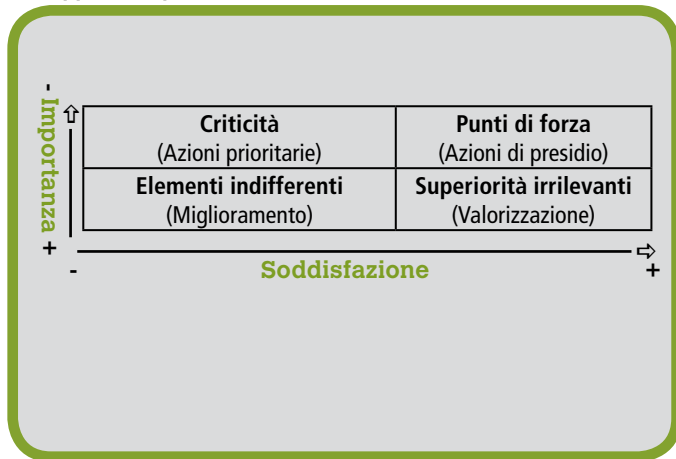 -
Importanza
+
Criticità
(Azioni prioritarie)
Punti di forza
(Azioni di presidio)
Elementi indifferenti
(Miglioramento)
Superiorità irrilevanti
(Valorizzazione)
-
Soddisfazione
+